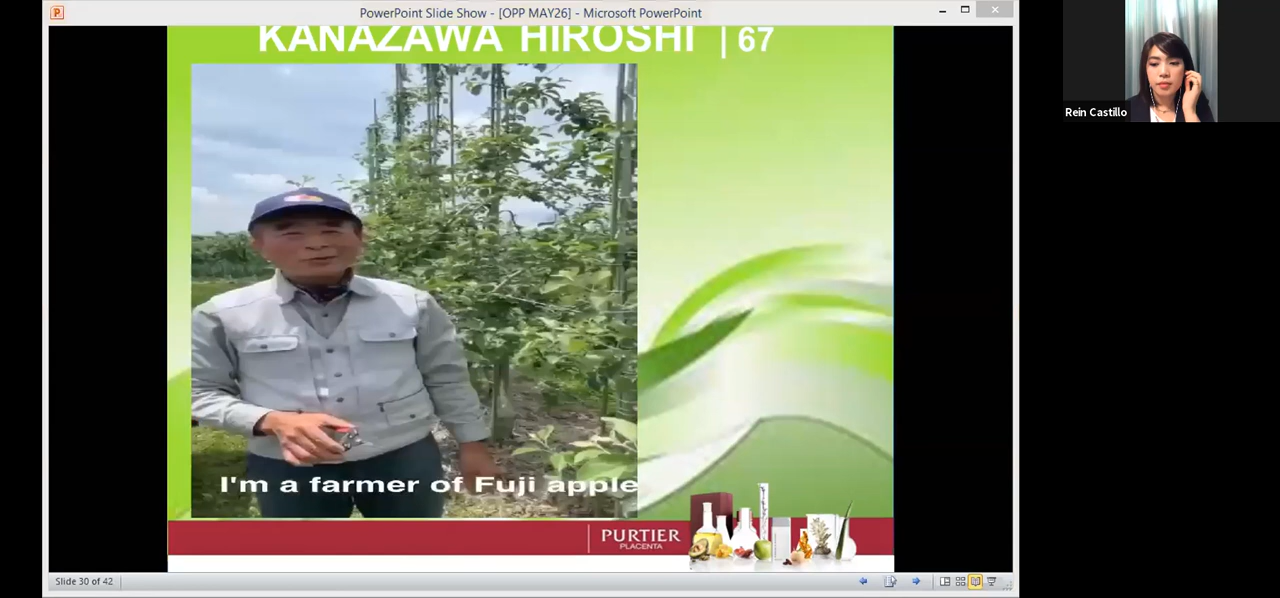 PowerPoint Slide Show - [OPP MAY26] - Microsoft PowerPoint
KANAZAWA HIROSHI | 67
Rein Castillo
I'm a farmer of Fuji apple
PURTIER
PLACENTA
Slide 30 of 42